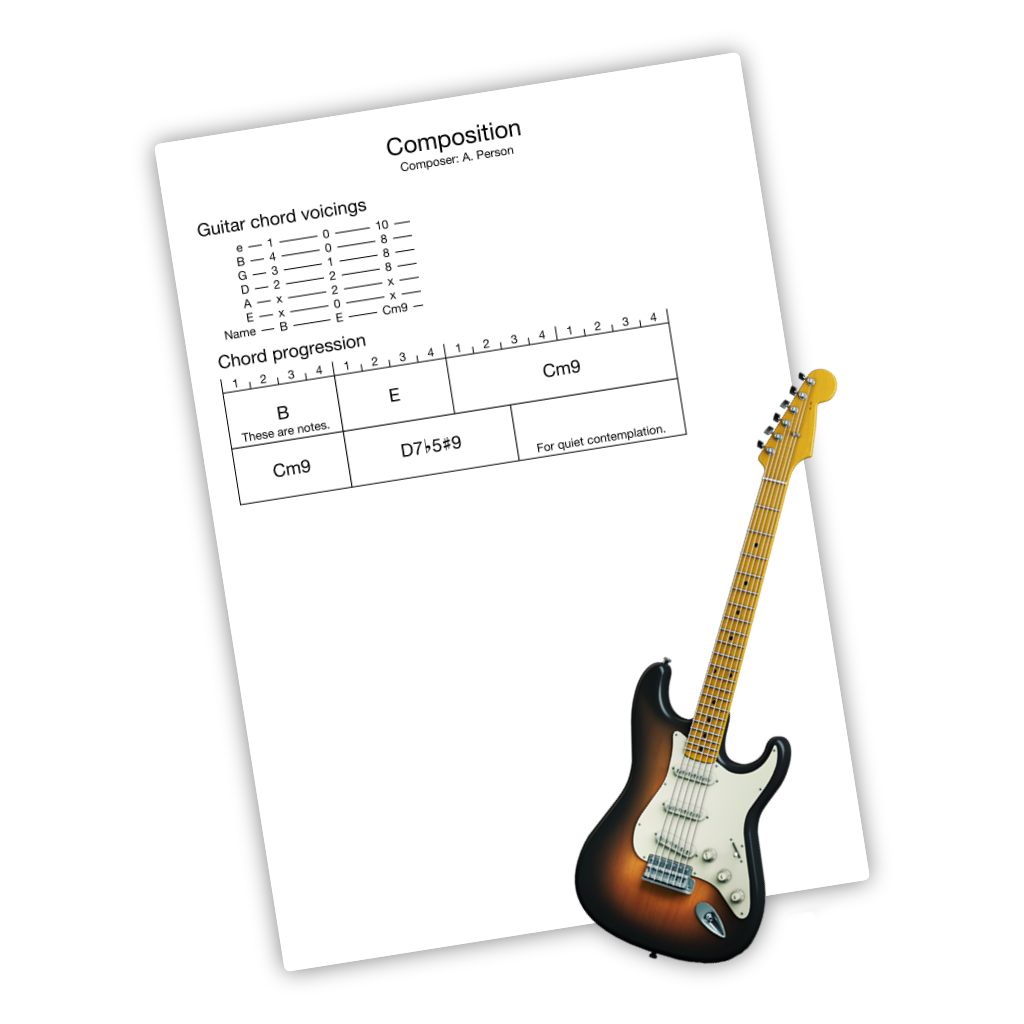 Composition
Composer: A. Person
Guitar chord voicings
e — 1 —— 0 —— 10 —
B — 4 —— 0 —— 8 —
G — 3 —— 1 —— 8 —
D — 2 —— 2 —— 8 —
A — x —— 2 —— x —
E — x —— 0 —— x —
Name — B —— E —— Cm9 —
Chord progression
1 2 3 4 1 2 3 4 1 2 3 4 1 2 3 4
B E Cm9
These are notes.
Cm9 D7♭5♯9
For quiet contemplation.